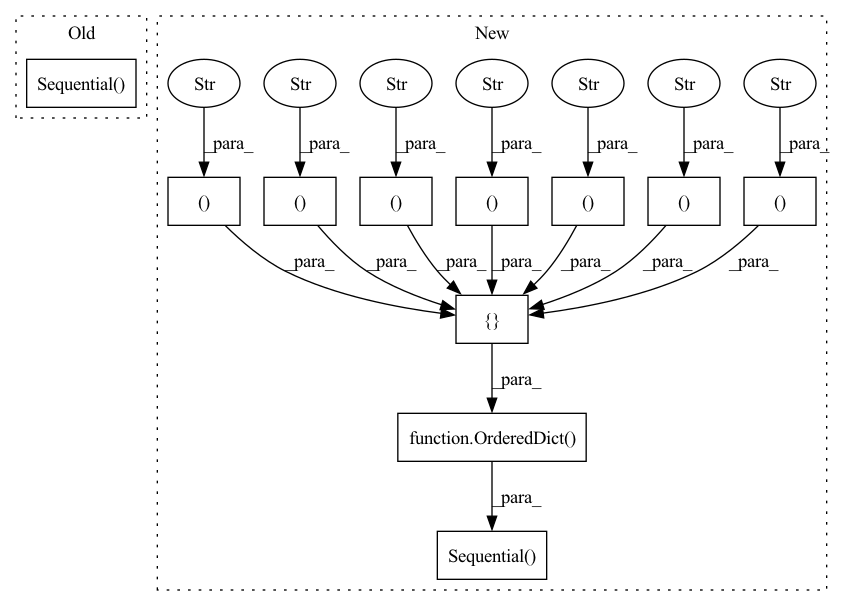 Old
New
Sequential()
Str
Str
Str
Str
Str
Str
Str
_para_
_para_
_para_
_para_
_para_
_para_
_para_
()
()
()
()
()
()
()
_para_
_para_
_para_
_para_
_para_
_para_
_para_
{}
_para_
function.OrderedDict()
_para_
Sequential()